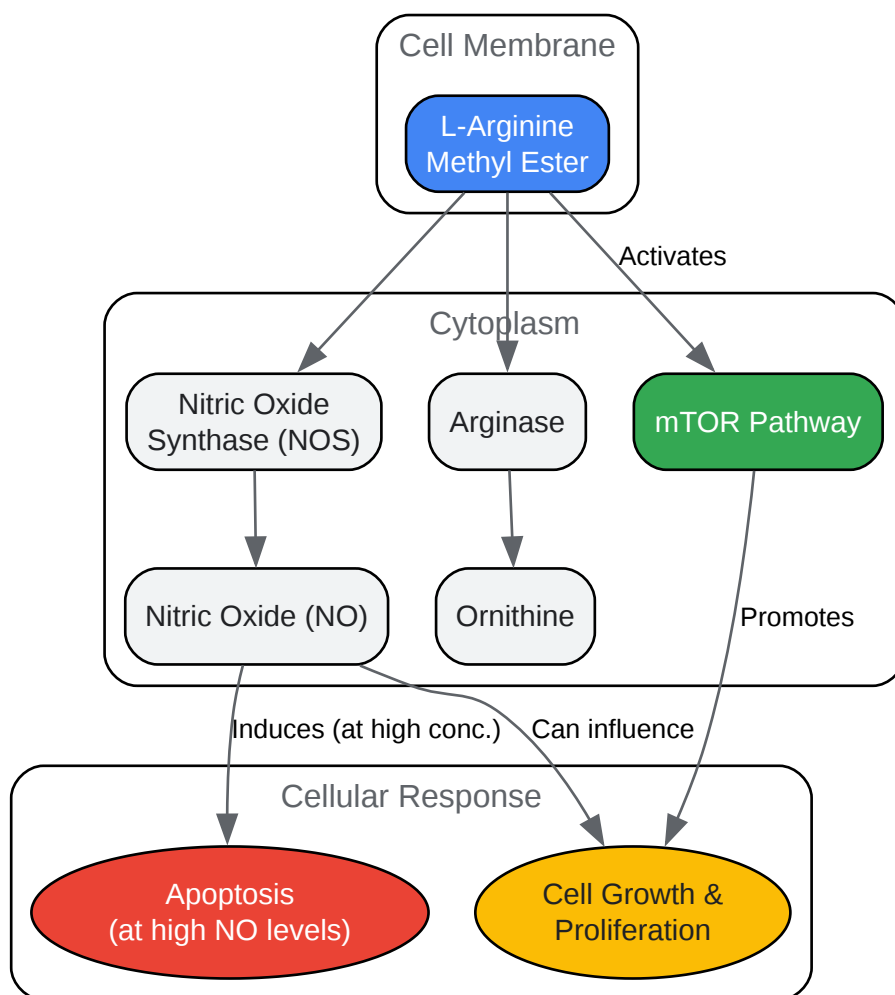 Cell Membrane
L-Arginine
Methyl Ester
Activates
Cytoplasm
Nitric Oxide
Synthase (NOS)
Arginase
mTOR Pathway
Nitric Oxide (NO)
Ornithine
Promotes
Induces (at high conc.)
Can influence
Cellular Response
Apoptosis
(at high NO levels)
Cell Growth &
Proliferation